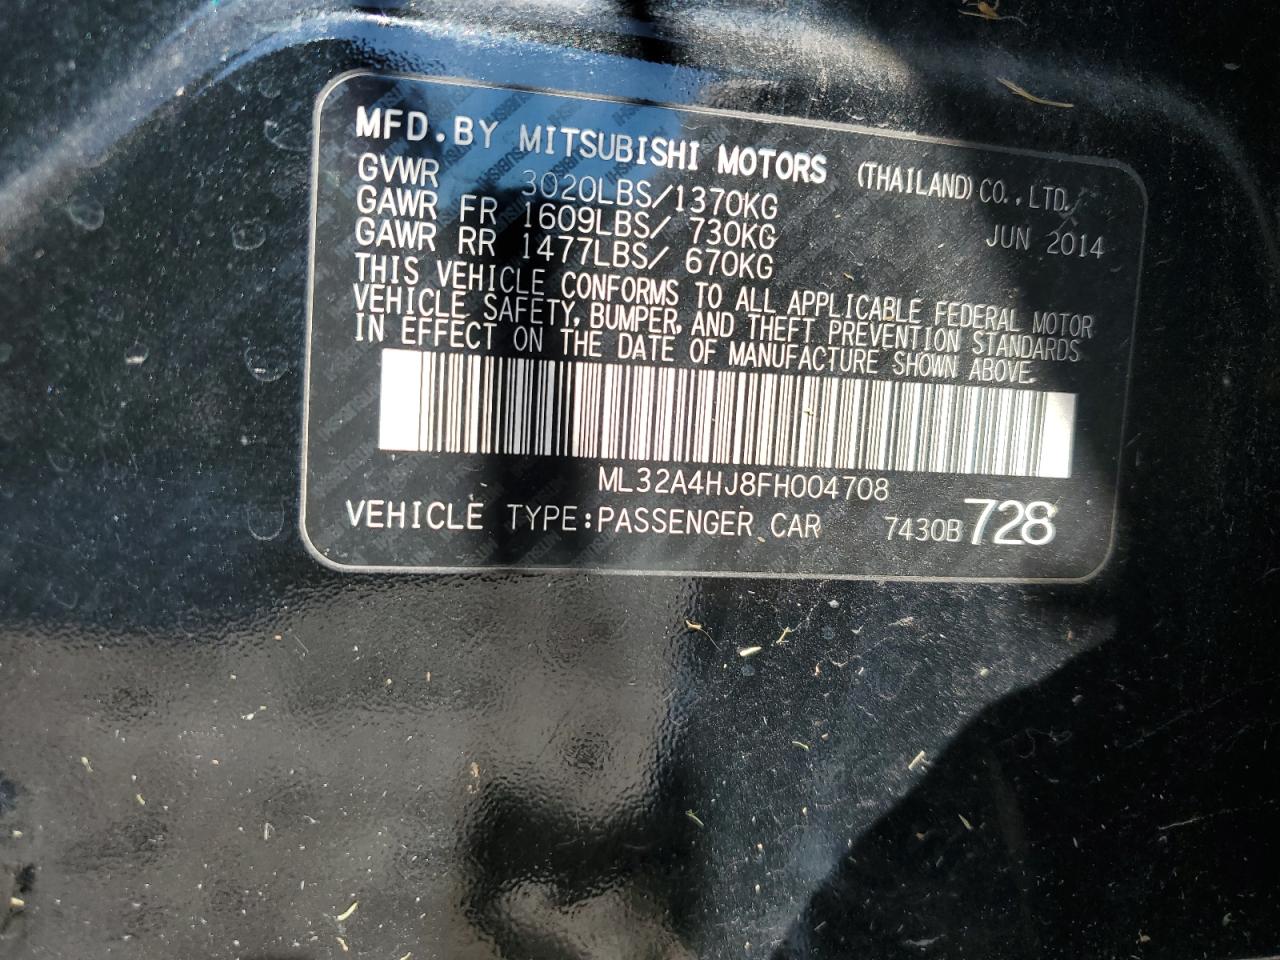 MFD.BY MITSUBISHI MOTORS (THAILAND) CO., LTD.
GVWR 3020LBS/1370KG JUN 2014
GAWR FR 1609LBS/ 730KG
GAWR RR 1477LBS/ 670KG
THIS VEHICLE CONFORMS TO ALL APPLICABLE FEDERAL MOTOR
VEHICLE SAFETY, BUMPER, AND THEFT PREVENTION STANDARDS
IN EFFECT ON THE DATE OF MANUFACTURE SHOWN ABOVE.
ML32A4HJ8FH004708
VEHICLE TYPE:PASSENGER CAR 7430B728